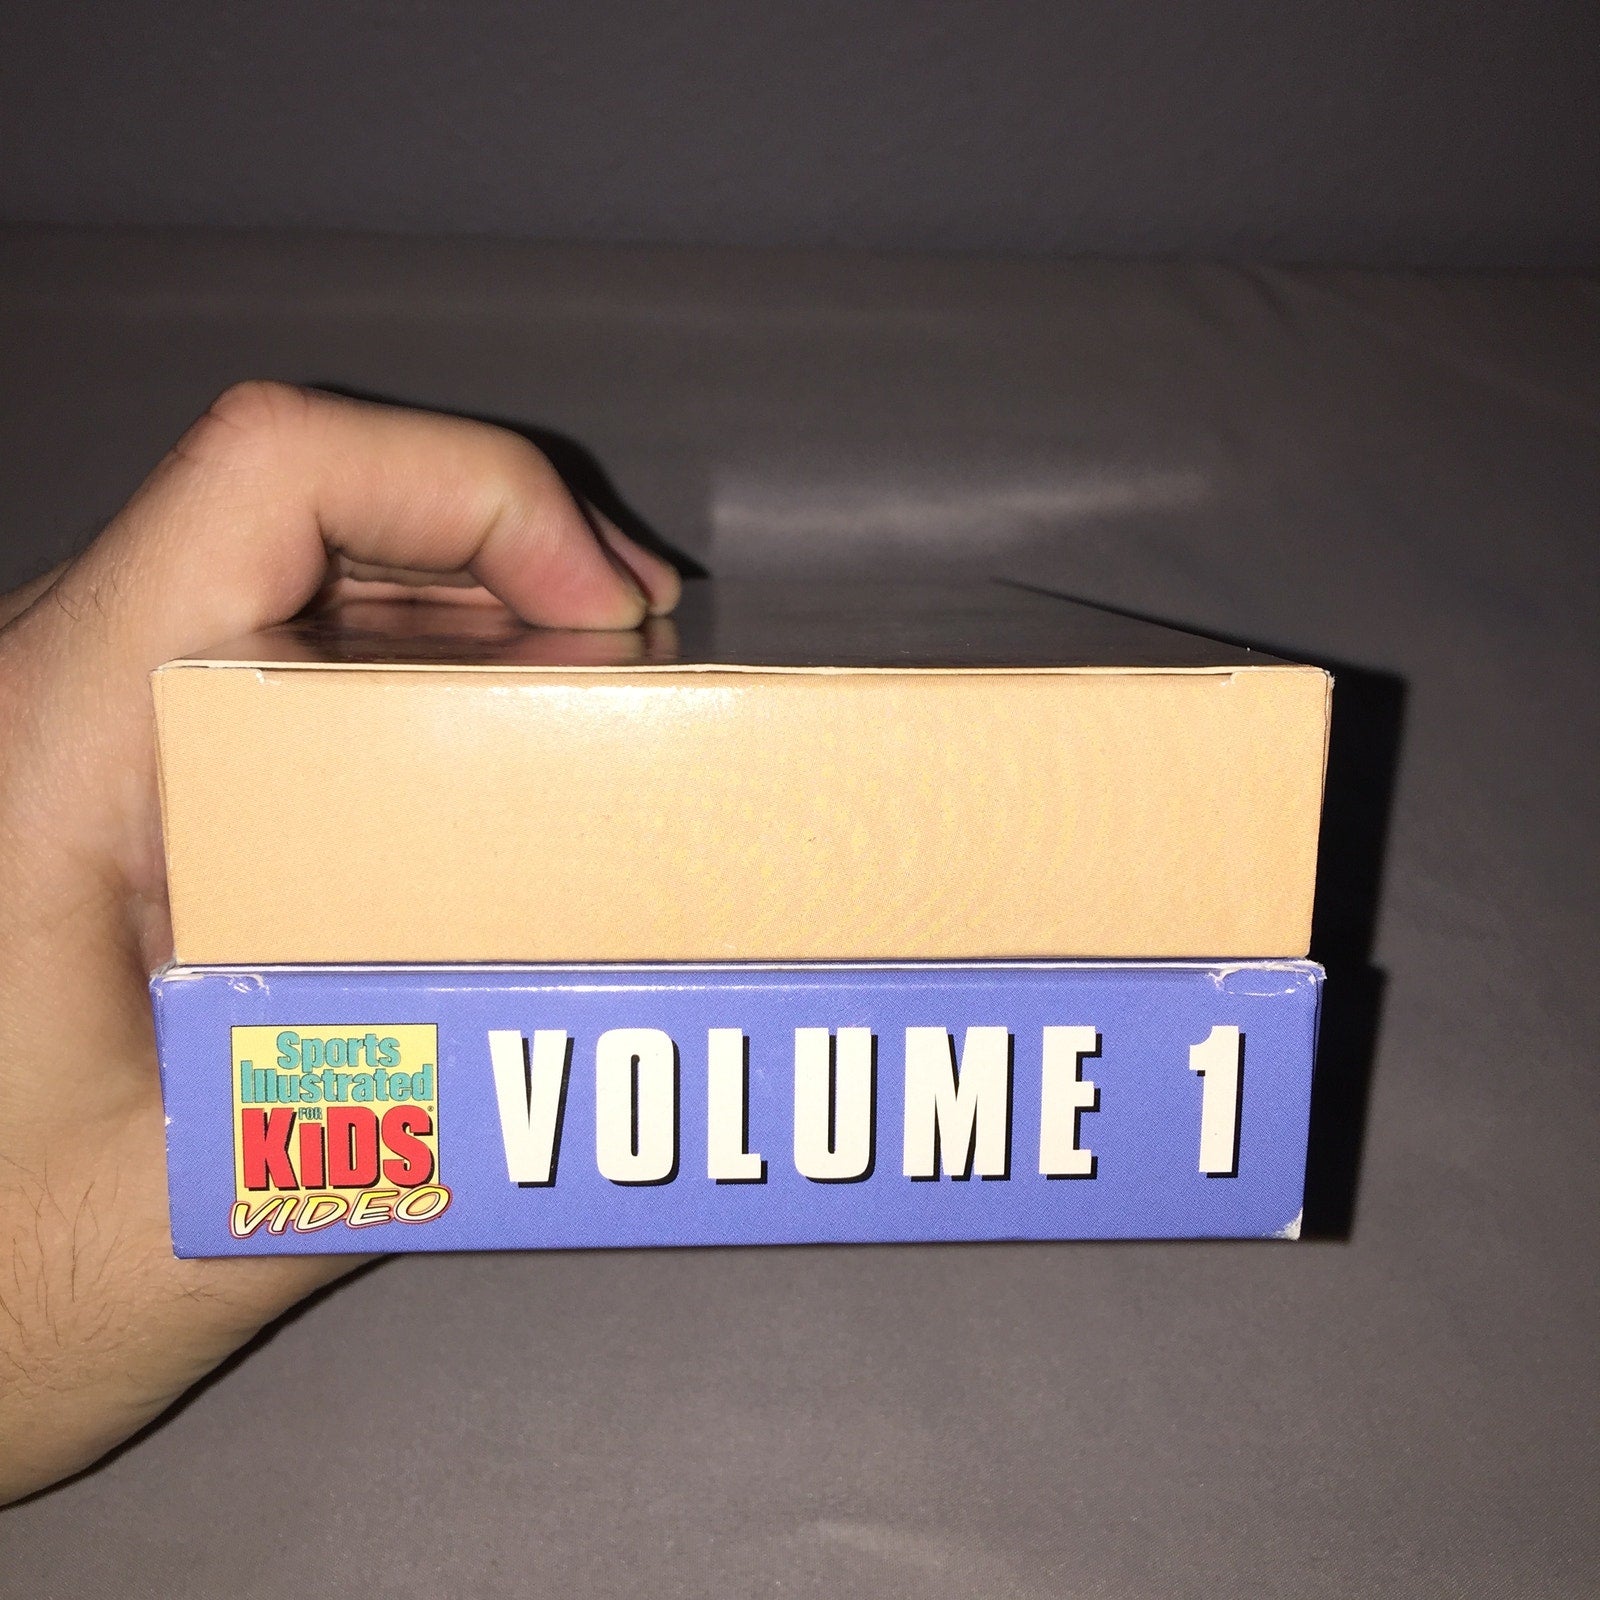 Sports
Illustrated
FOR
KiDS®
VIDEO
VOLUME 1